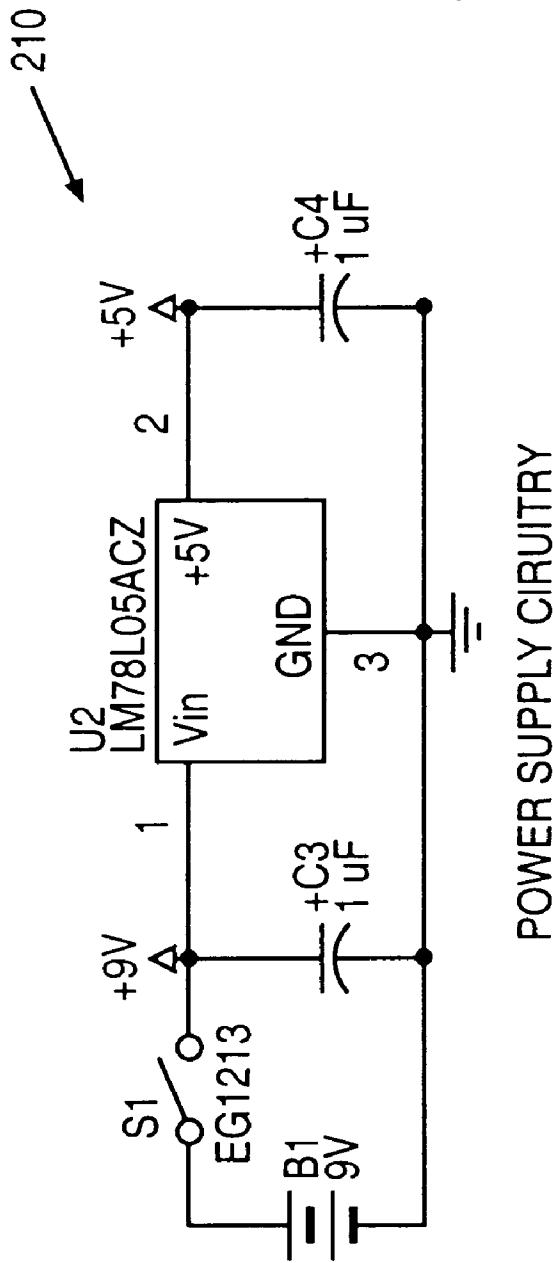 210
+9V
+5V
S1
EG1213
1
U2
LM78L05ACZ
Vin
+5V
GND
2
3
B1
9V
+C3
1 uF
+C4
1 uF
POWER SUPPLY CIRUITRY